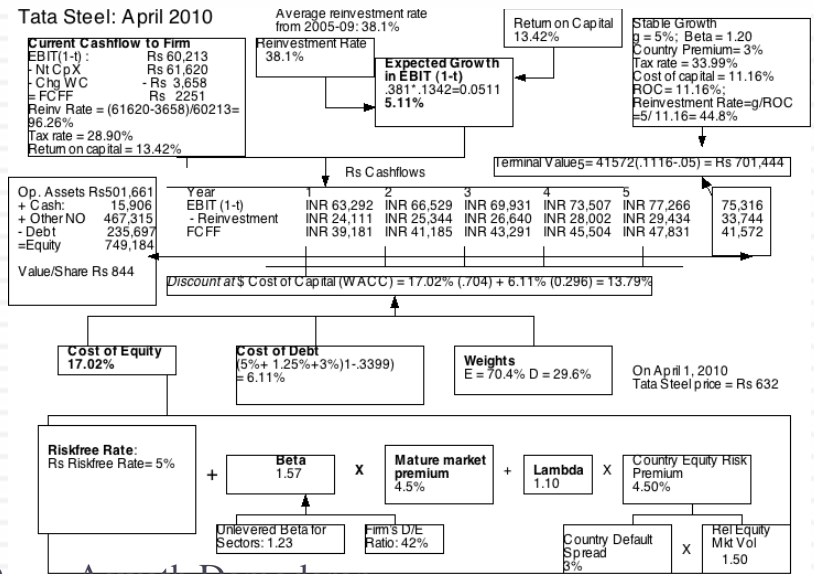 Tata Steel: April 2010
Average reinvestment rate
from 2005-09: 38.1%
Reinvestment Rate
38.1%
Return on Capital
13.42%
Stable Growth
g = 5%; Beta = 1.20
Country Premium= 3%
Tax rate = 33.99%
Cost of capital = 11.16%
ROC= 11.16%;
Reinvestment Rate=g/ROC
=5/ 11.16= 44.8%
Current Cashflow to Firm
EBIT(1-t) : Rs 60,213
- Nt CpX Rs 61,620
- Chg WC - Rs 3,658
= FCFF Rs 2251
Reinv Rate = (61620-3658)/60213=
96.26%
Tax rate = 28.90%
Return on capital = 13.42%
Expected Growth
in EBIT (1-t)
.381*.1342=0.0511
5.11%
Terminal Value5= 41572(.1116-.05) = Rs 701,444
Rs Cashflows
Op. Assets Rs501,661
+ Cash: 15,906
+ Other NO 467,315
- Debt 235,697
=Equity 749,184
Value/Share Rs 844
Year 1 2 3 4 5
EBIT (1-t) INR 63,292 INR 66,529 INR 69,931 INR 73,507 INR 77,266 75,316
- Reinvestment INR 24,111 INR 25,344 INR 26,640 INR 28,002 INR 29,434 33,744
FCFF INR 39,181 INR 41,185 INR 43,291 INR 45,504 INR 47,831 41,572
Discount at $ Cost of Capital (WACC) = 17.02% (.704) + 6.11% (0.296) = 13.79%
Cost of Equity
17.02%
Cost of Debt
(5%+ 1.25%+3%)1-.3399)
= 6.11%
Weights
E = 70.4% D = 29.6%
On April 1, 2010
Tata Steel price = Rs 632
Riskfree Rate:
Rs Riskfree Rate= 5%
+
Beta
1.57
X
Mature market
premium
4.5%
+
Lambda
1.10
X
Country Equity Risk
Premium
4.50%
Unlevered Beta for
Sectors: 1.23
Firm's D/E
Ratio: 42%
Country Default
Spread
3%
X
Rel Equity
Mkt Vol
1.50